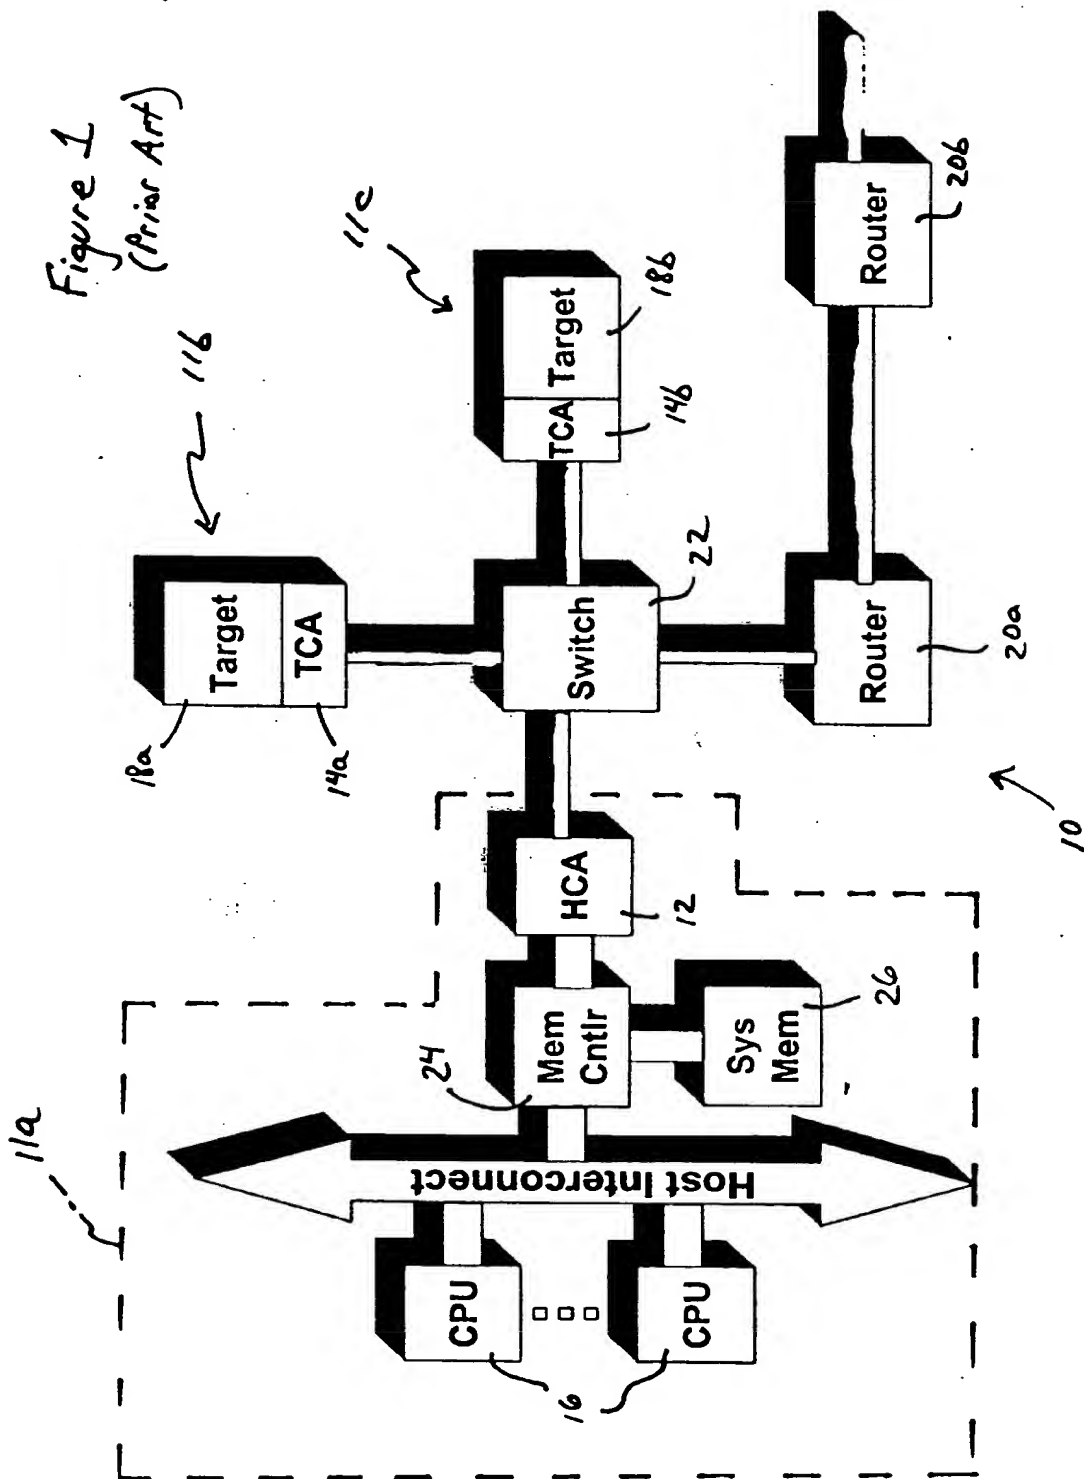 Figure 1
(Prior Art)
11a
11b
11c
18a
Target
TCA
14a
TCA
Target
18b
14b
Switch
22
HCA
12
24
Mem
Cntlr
Sys
Mem
26
Host Interconnect
CPU
CPU
16
Router
20a
Router
20b
10